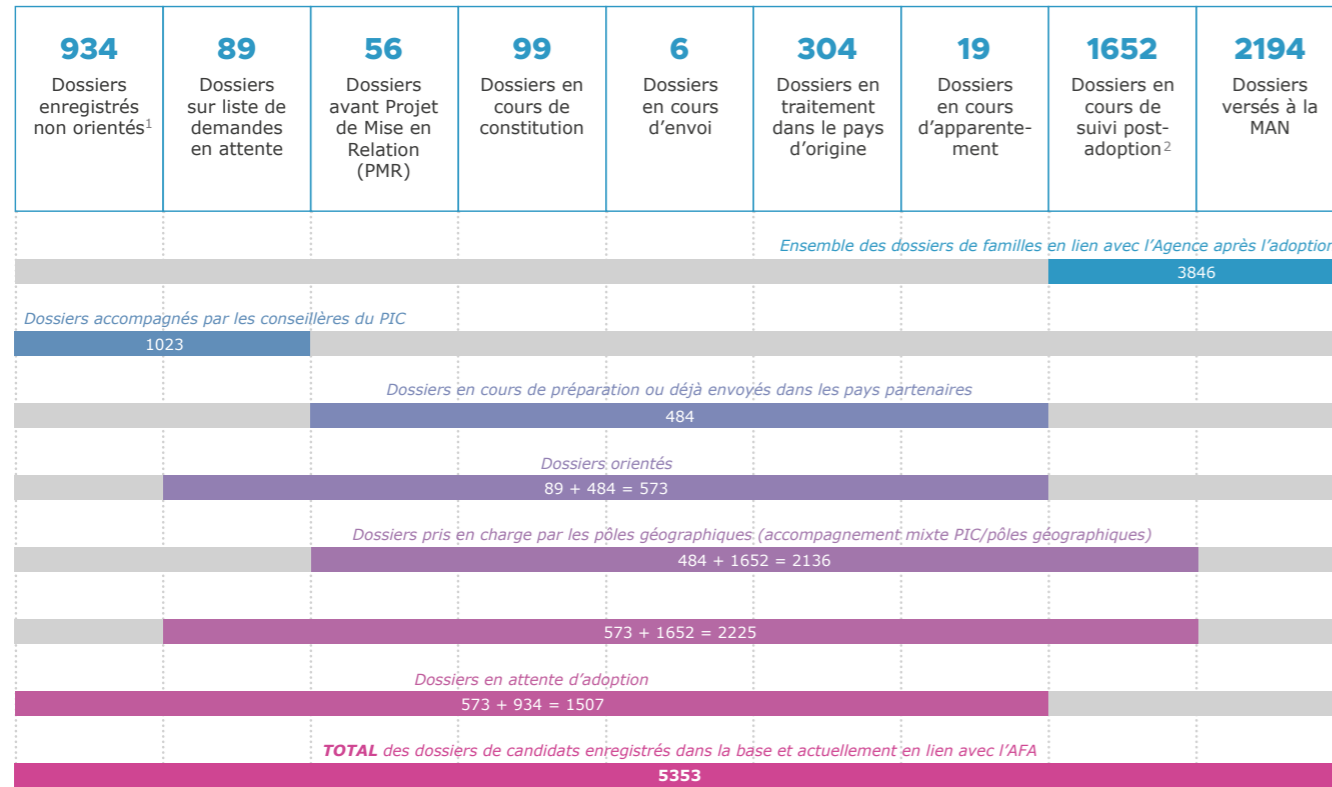 934
Dossiers
enregistrés
non orientés1
89
Dossiers
sur liste de
demandes
en attente
56
Dossiers
avant Projet
de Mise en
Relation
(PMR)
99
Dossiers en
cours de
constitution
6
Dossiers
en cours
d’envoi
304
Dossiers en
traitement
dans le pays
d’origine
19
Dossiers
en cours
d’apparente-
ment
1652
Dossiers en
cours de
suivi post-
adoption2
2194
Dossiers
versés à la
MAN
Ensemble des dossiers de familles en lien avec l’Agence après l’adoption
3846
Dossiers accompagnés par les conseillères du PIC
1023
Dossiers en cours de préparation ou déjà envoyés dans les pays partenaires
484
Dossiers orientés
89 + 484 = 573
Dossiers pris en charge par les pôles géographiques (accompagnement mixte PIC/pôles géographiques)
484 + 1652 = 2136
573 + 1652 = 2225
Dossiers en attente d’adoption
573 + 934 = 1507
TOTAL des dossiers de candidats enregistrés dans la base et actuellement en lien avec l’AFA
5353